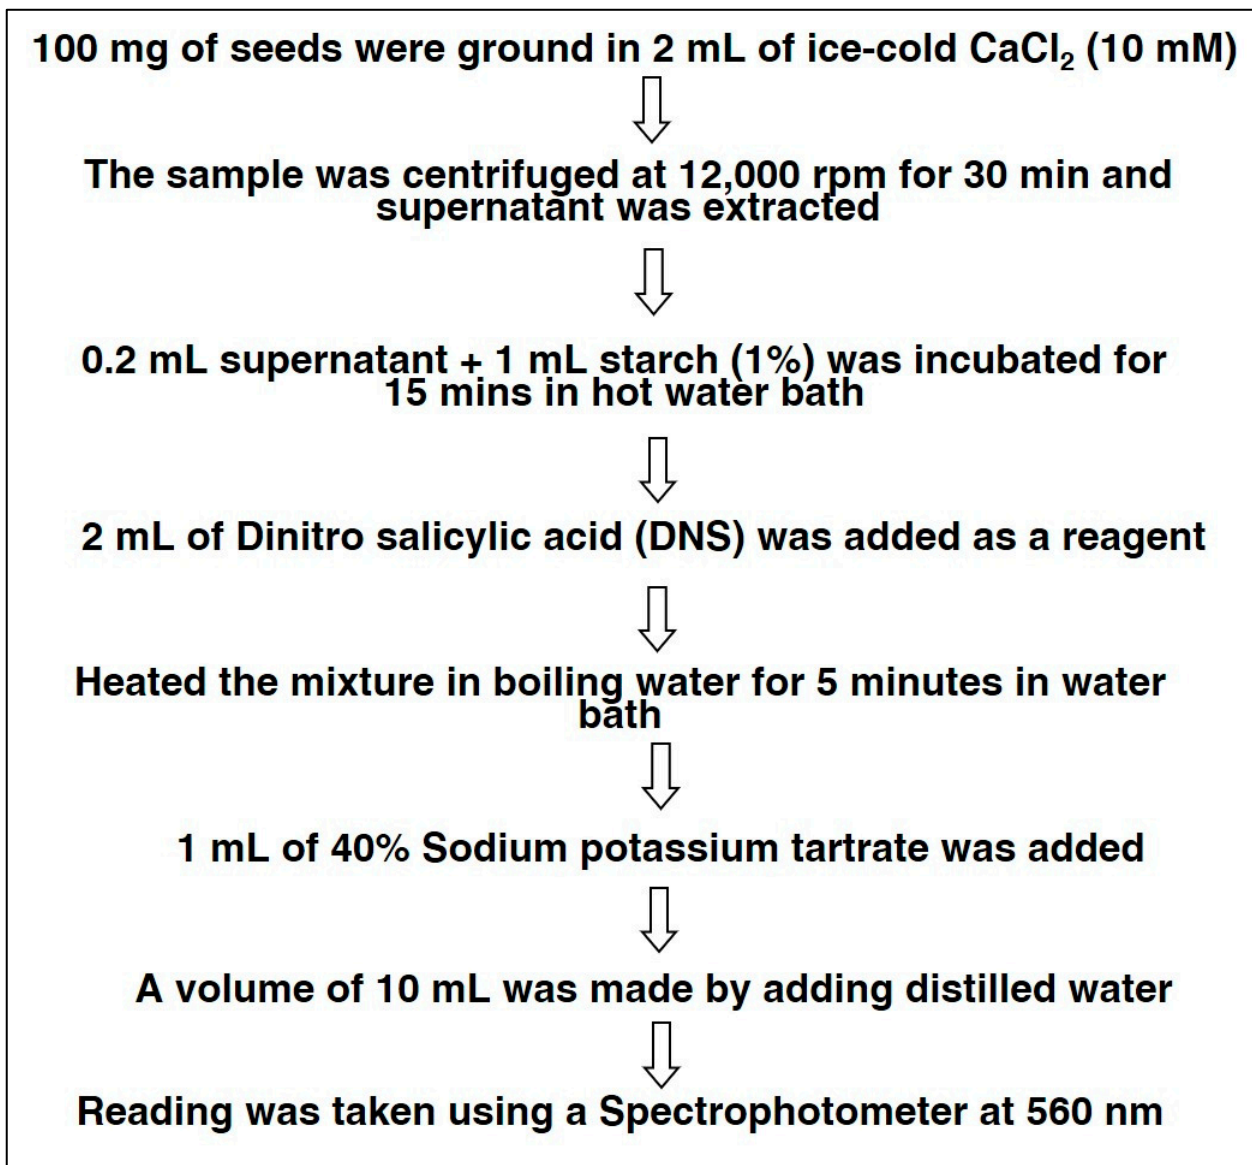 100 mg of seeds were ground in 2 mL of ice-cold CaCl₂ (10 mM)
The sample was centrifuged at 12,000 rpm for 30 min and
supernatant was extracted
0.2 mL supernatant + 1 mL starch (1%) was incubated for
15 mins in hot water bath
2 mL of Dinitro salicylic acid (DNS) was added as a reagent
Heated the mixture in boiling water for 5 minutes in water
bath
1 mL of 40% Sodium potassium tartrate was added
A volume of 10 mL was made by adding distilled water
Reading was taken using a Spectrophotometer at 560 nm